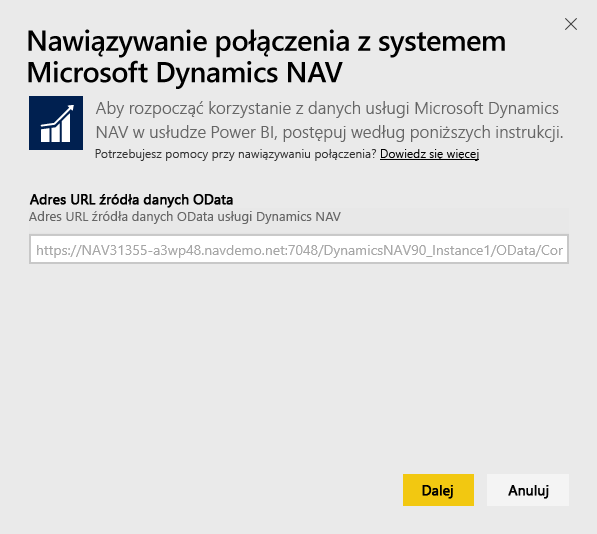 Nawiązywanie połączenia z systemem
Microsoft Dynamics NAV
Aby rozpocząć korzystanie z danych usługi Microsoft Dynamics
NAV w usłudze Power BI, postępuj według poniższych instrukcji.
Potrzebujesz pomocy przy nawiązywaniu połączenia? Dowiedz się więcej
Adres URL źródła danych OData
Adres URL źródła danych OData usługi Dynamics NAV
https://NAV31355-a3wp48.navdemo.net:7048/DynamicsNAV90_Instance1/OData/Cor
Dalej
Anuluj